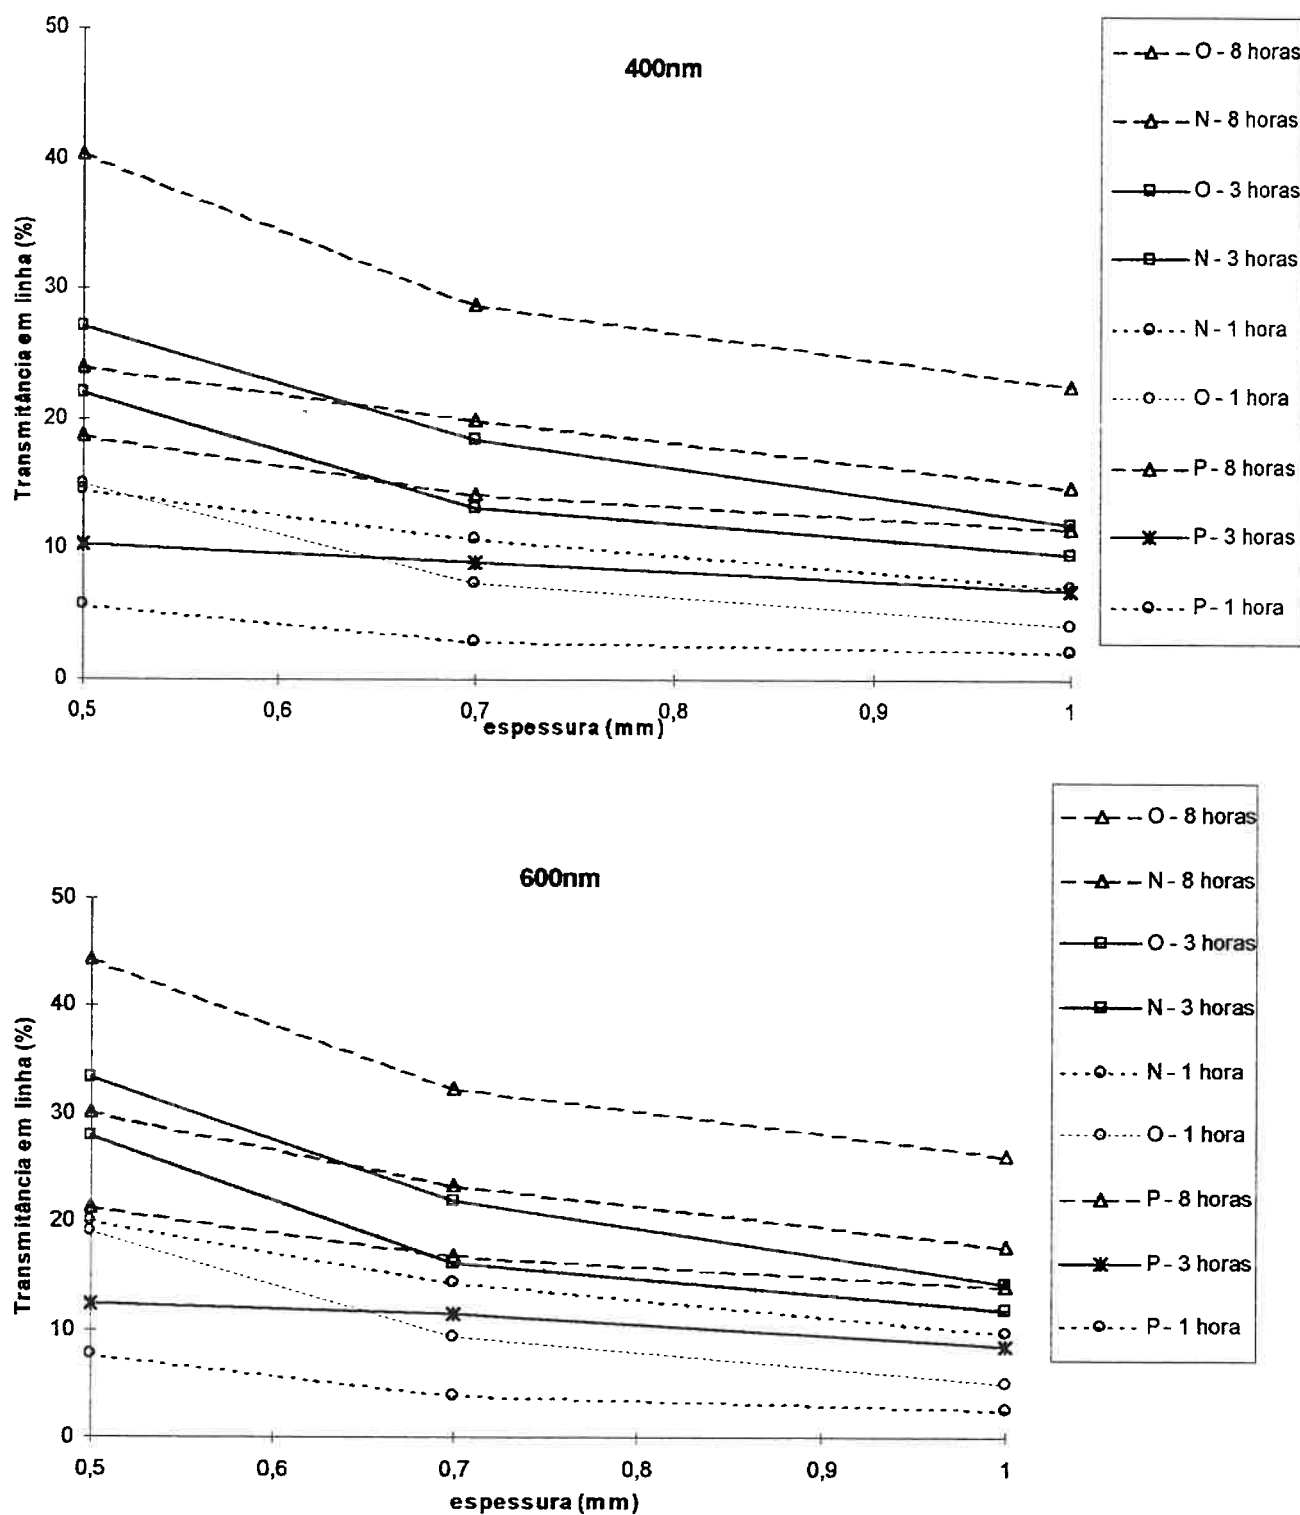 400nm
Transmitância em linha (%)
50
40
30
20
10
0
0,5
0,6
0,7
0,8
0,9
1
espessura (mm)
O - 8 horas
N - 8 horas
O - 3 horas
N - 3 horas
N - 1 hora
O - 1 hora
P - 8 horas
P - 3 horas
P - 1 hora
600nm
Transmitância em linha (%)
50
40
30
20
10
0
0,5
0,6
0,7
0,8
0,9
1
espessura (mm)
O - 8 horas
N - 8 horas
O - 3 horas
N - 3 horas
N - 1 hora
O - 1 hora
P - 8 horas
P - 3 horas
P - 1 hora